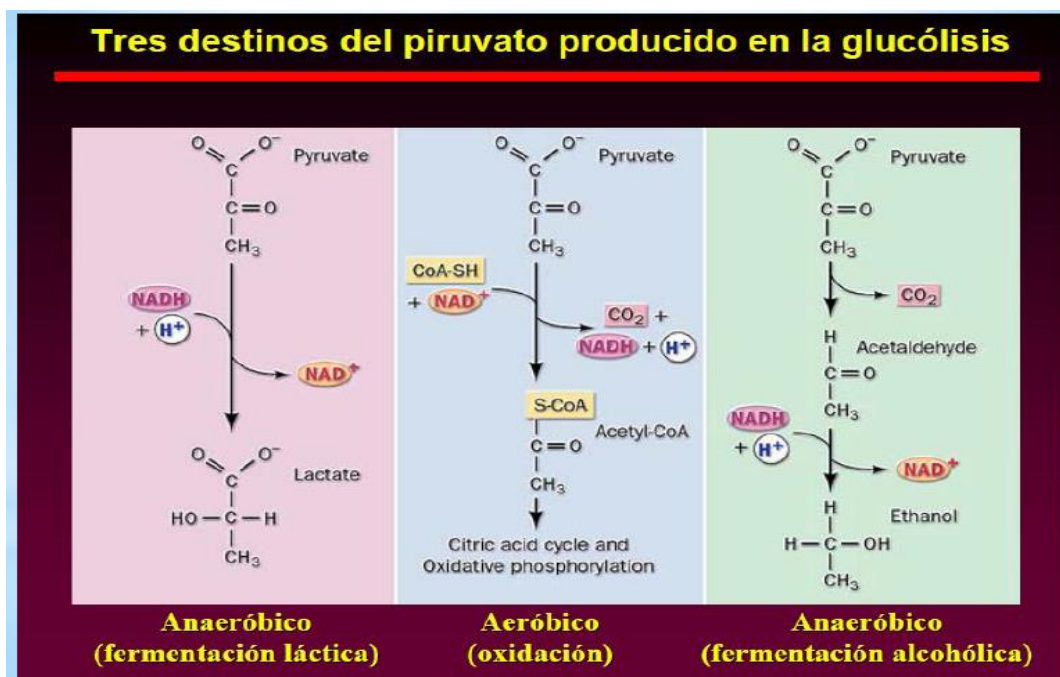 Tres destinos del piruvato producido en la glucólisis
O O⁻ Pyruvate
C
C=O
CH₃
NADH
+ H⁺
NAD⁺
O O⁻ Lactate
C
HO—C—H
CH₃
Anaeróbico
(fermentación láctica)
O O⁻ Pyruvate
C
C=O
CH₃
CoA-SH
+ NAD⁺
CO₂ +
NADH + H⁺
S-CoA
Acetyl-CoA
C=O
CH₃
Citric acid cycle and
Oxidative phosphorylation
Aeróbico
(oxidación)
O O⁻ Pyruvate
C
C=O
CH₃
CO₂
H
Acetaldehyde
C=O
CH₃
NADH
+ H⁺
NAD⁺
H
Ethanol
H—C—OH
CH₃
Anaeróbico
(fermentación alcohólica)